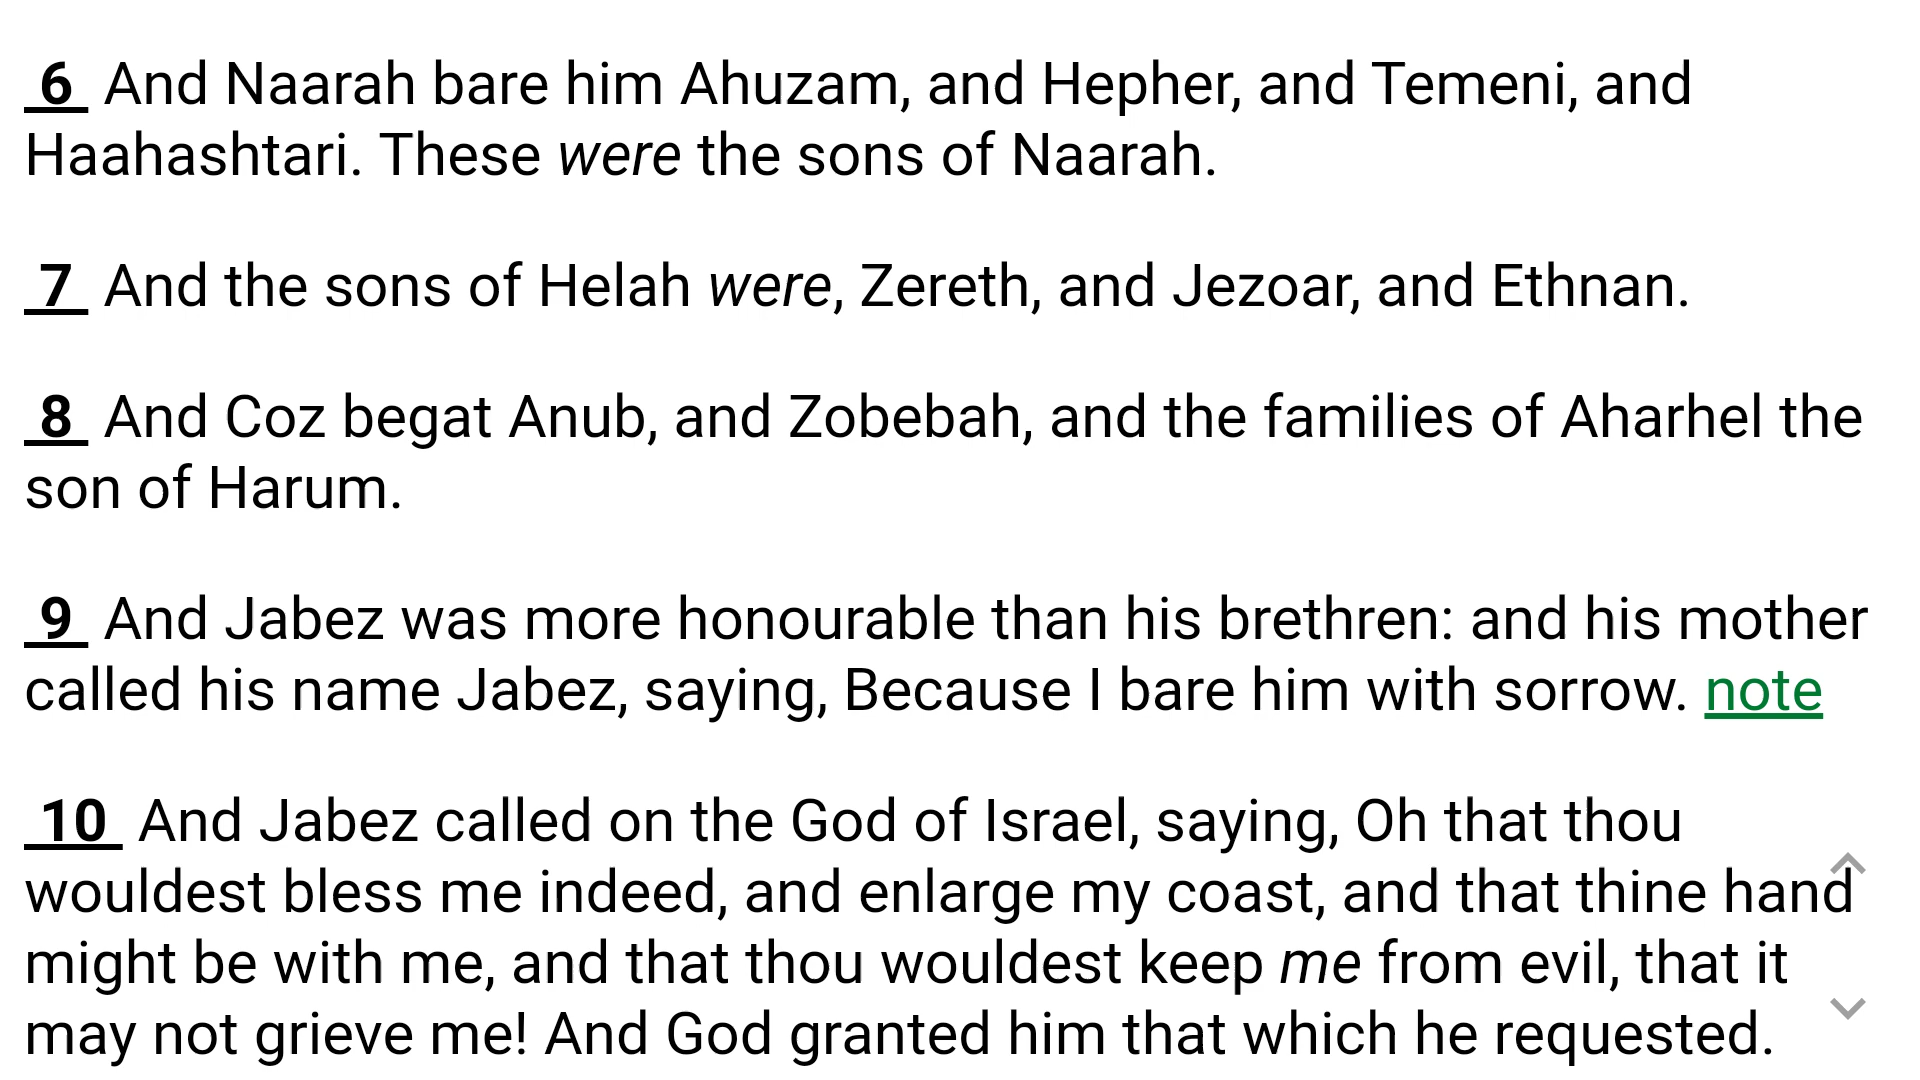 6 And Naarah bare him Ahuzam, and Hepher, and Temeni, and
Haahashtari. These were the sons of Naarah.
7 And the sons of Helah were, Zereth, and Jezoar, and Ethnan.
8 And Coz begat Anub, and Zobebah, and the families of Aharhel the
son of Harum.
9 And Jabez was more honourable than his brethren: and his mother
called his name Jabez, saying, Because I bare him with sorrow. note
10 And Jabez called on the God of Israel, saying, Oh that thou
wouldest bless me indeed, and enlarge my coast, and that thine hand
might be with me, and that thou wouldest keep me from evil, that it
may not grieve me! And God granted him that which he requested.